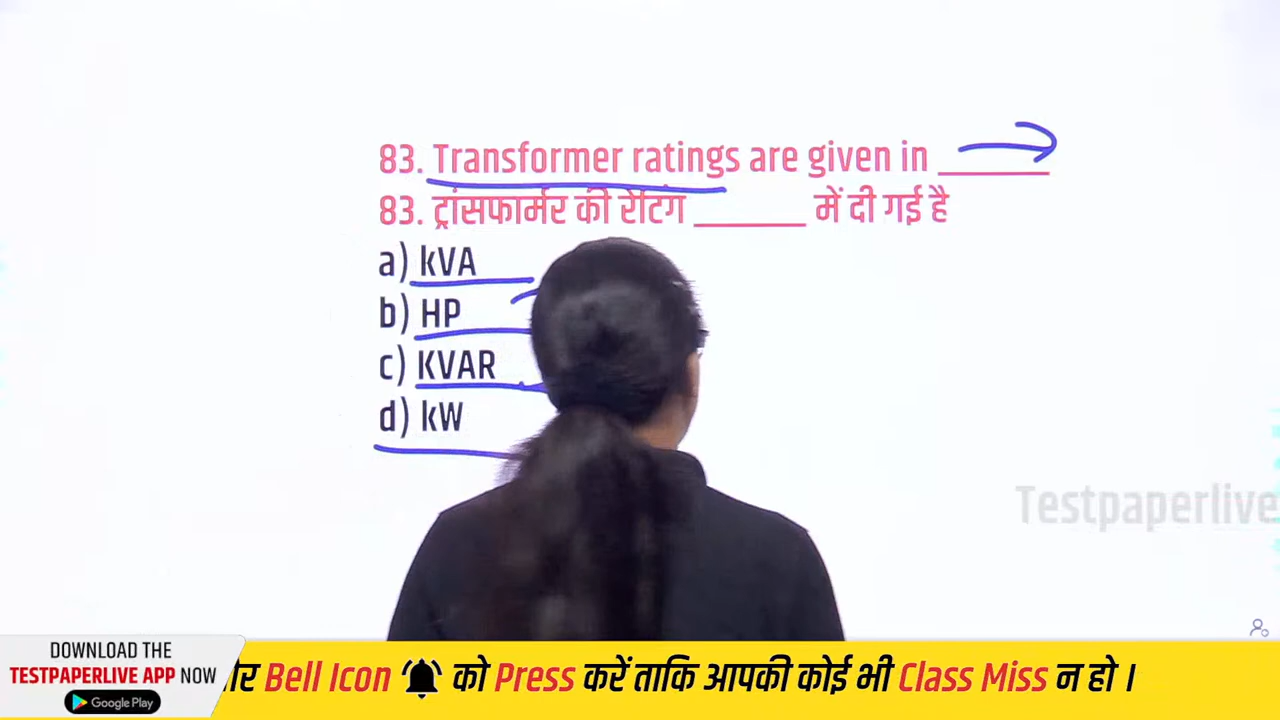 83. Transformer ratings are given in ______
83. ट्रांसफार्मर की रेटिंग ______ में दी गई है
a) kVA
b) HP
c) KVAR
d) kW
Testpaperlive
DOWNLOAD THE
TESTPAPERLIVE APP NOW
Google Play
Bell Icon को Press करें ताकि आपकी कोई भी Class Miss न हो ।